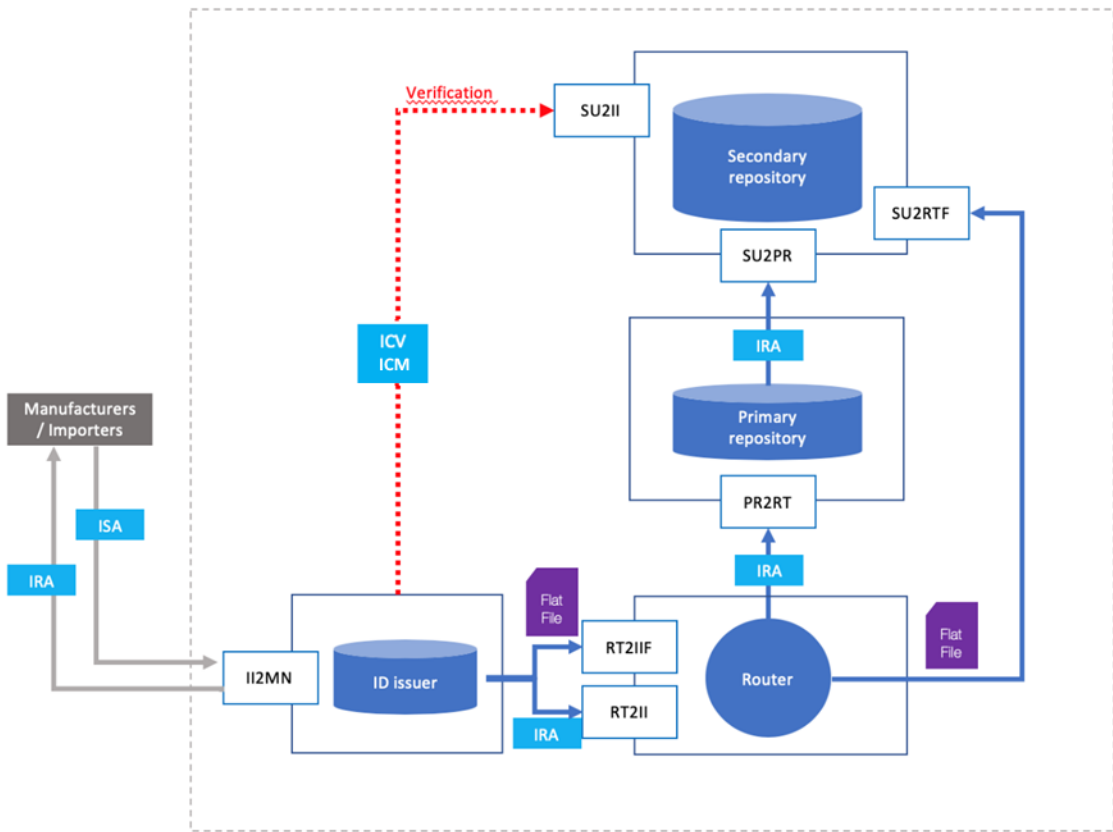 Verification
SU2II
Secondary
repository
SU2RTF
SU2PR
ICV
ICM
IRA
Manufacturers
/ Importers
Primary
repository
PR2RT
ISA
IRA
IRA
Flat
File
Flat
File
RT2IIF
II2MN
ID issuer
Router
RT2II
IRA